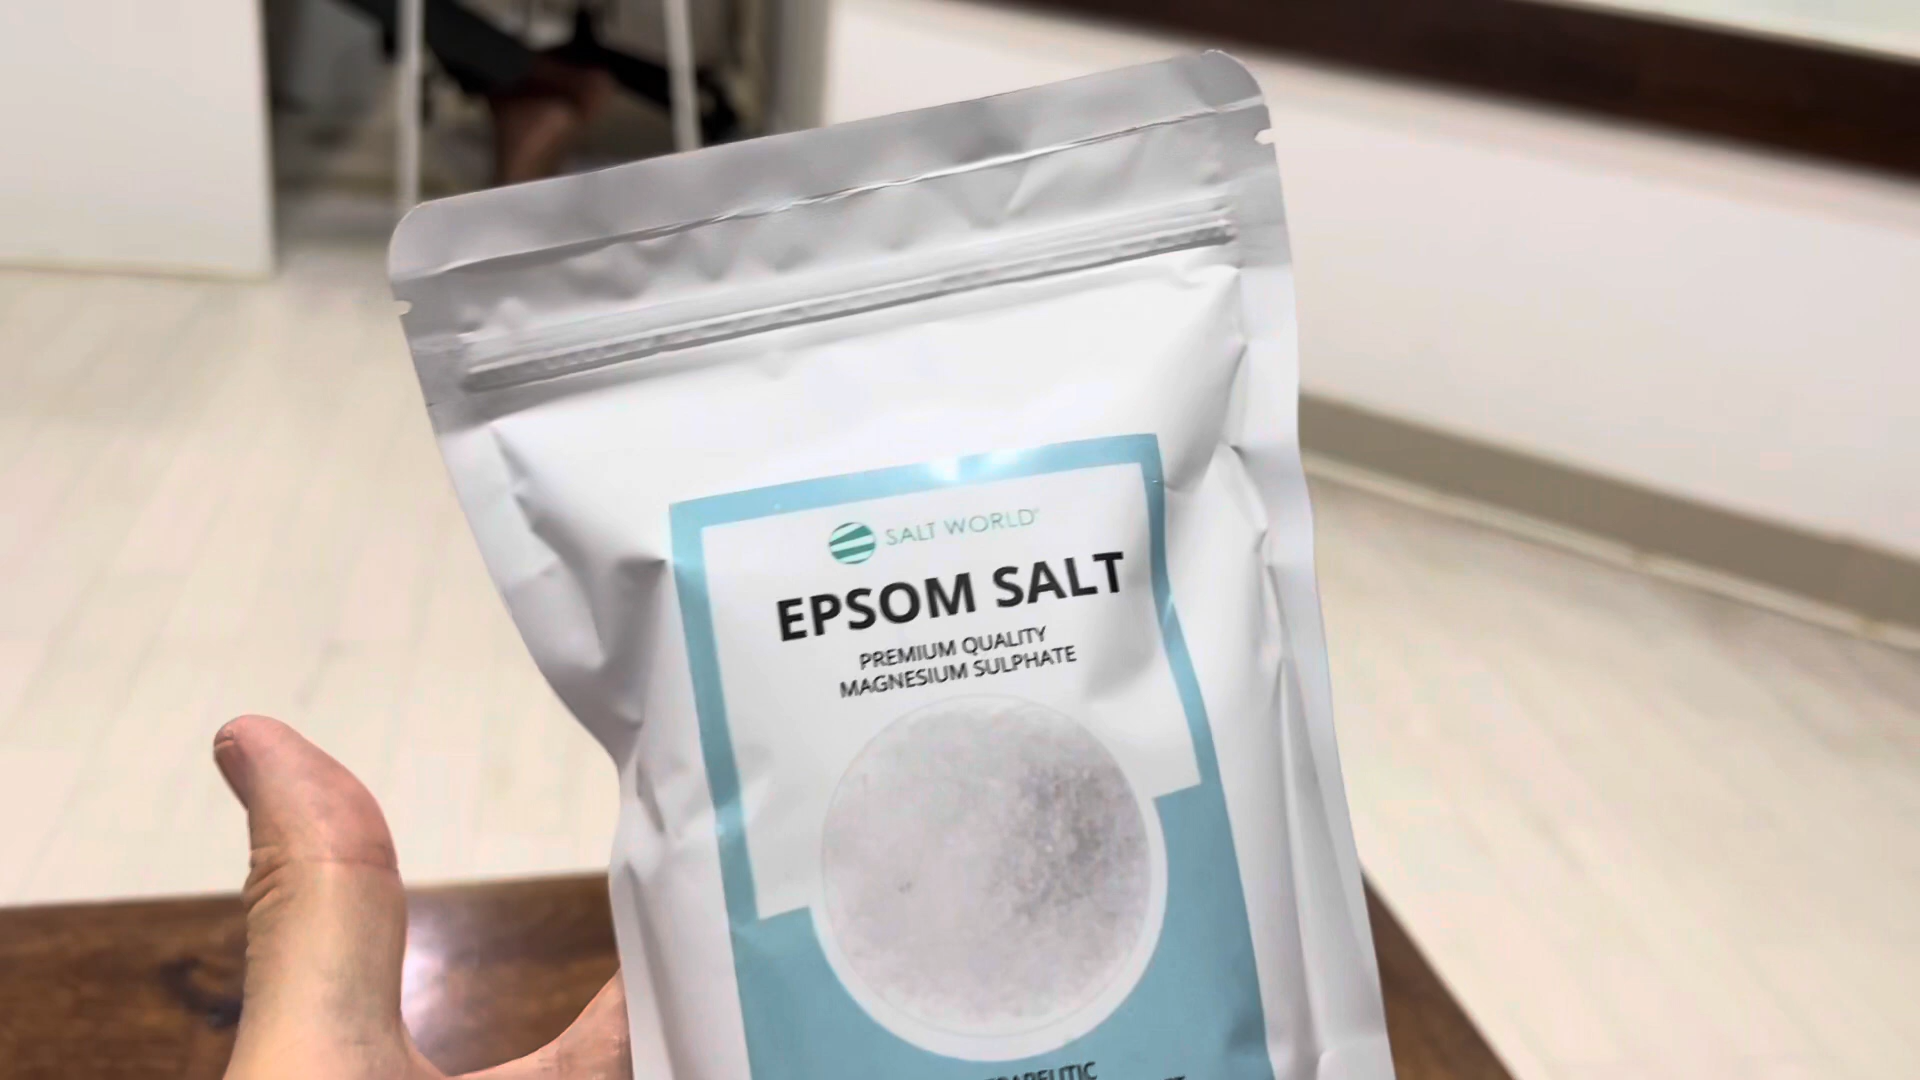 SALT WORLD
EPSOM SALT
PREMIUM QUALITY
MAGNESIUM SULPHATE